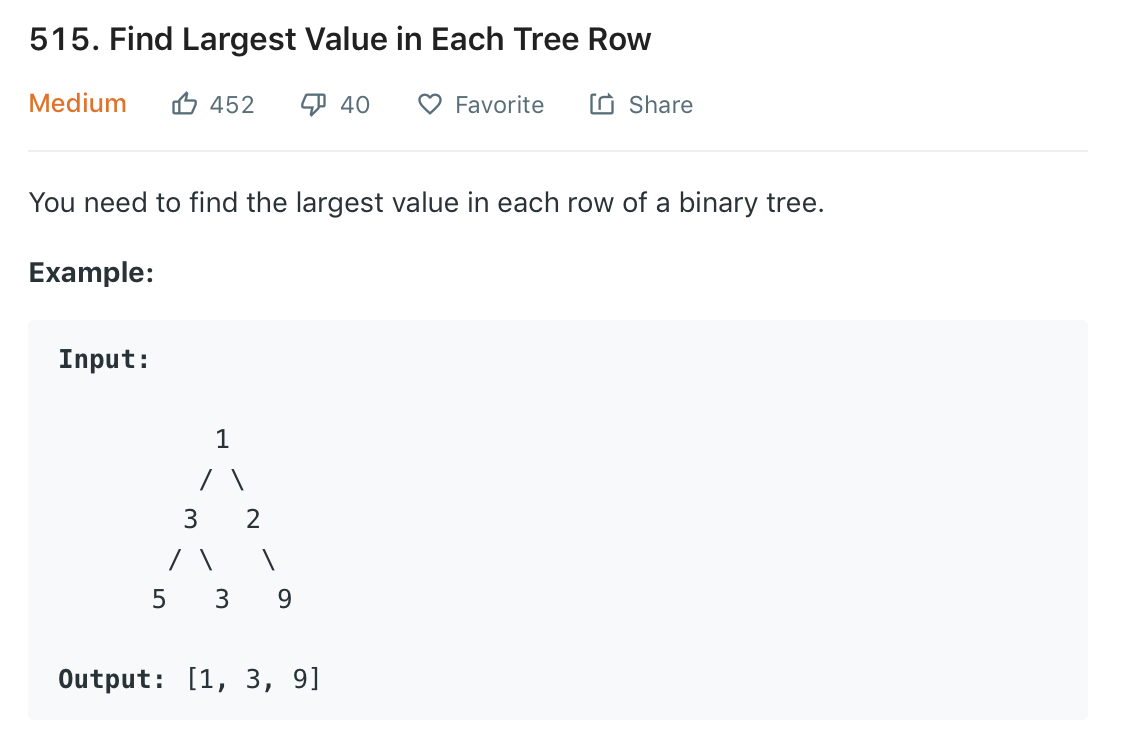 515. Find Largest Value in Each Tree Row
Medium 452 40 Favorite Share
You need to find the largest value in each row of a binary tree.
Example:
Input:
1
/ \
3 2
/ \ \
5 3 9
Output: [1, 3, 9]